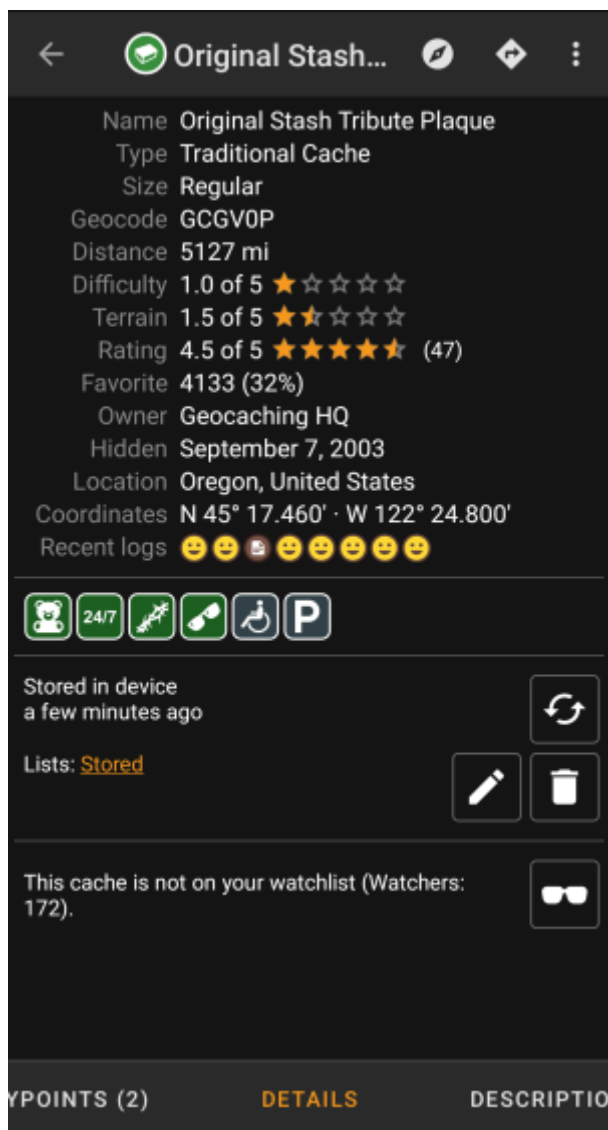 Original Stash...
Name Original Stash Tribute Plaque
Type Traditional Cache
Size Regular
Geocode GCGV0P
Distance 5127 mi
Difficulty 1.0 of 5
Terrain 1.5 of 5
Rating 4.5 of 5 (47)
Favorite 4133 (32%)
Owner Geocaching HQ
Hidden September 7, 2003
Location Oregon, United States
Coordinates N 45° 17.460' · W 122° 24.800'
Recent logs
24/7 P
Stored in device
a few minutes ago
Lists: Stored
This cache is not on your watchlist (Watchers:
172).
YPOINTS (2) DETAILS DESCRIPTIO